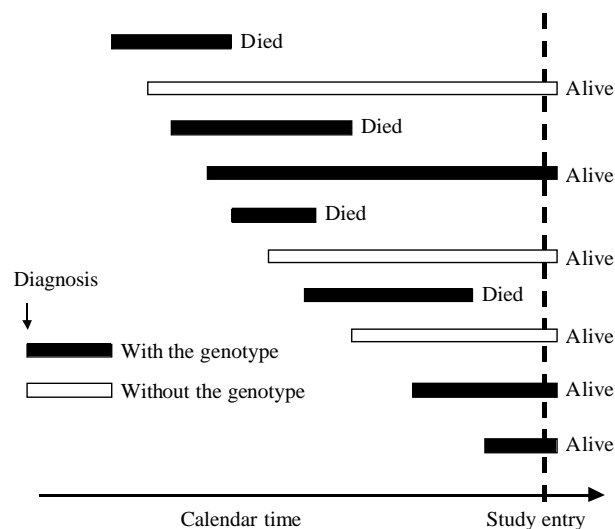 Died
Alive
Died
Alive
Died
Alive
Diagnosis
Died
Alive
With the genotype
Without the genotype
Alive
Alive
Calendar time
Study entry